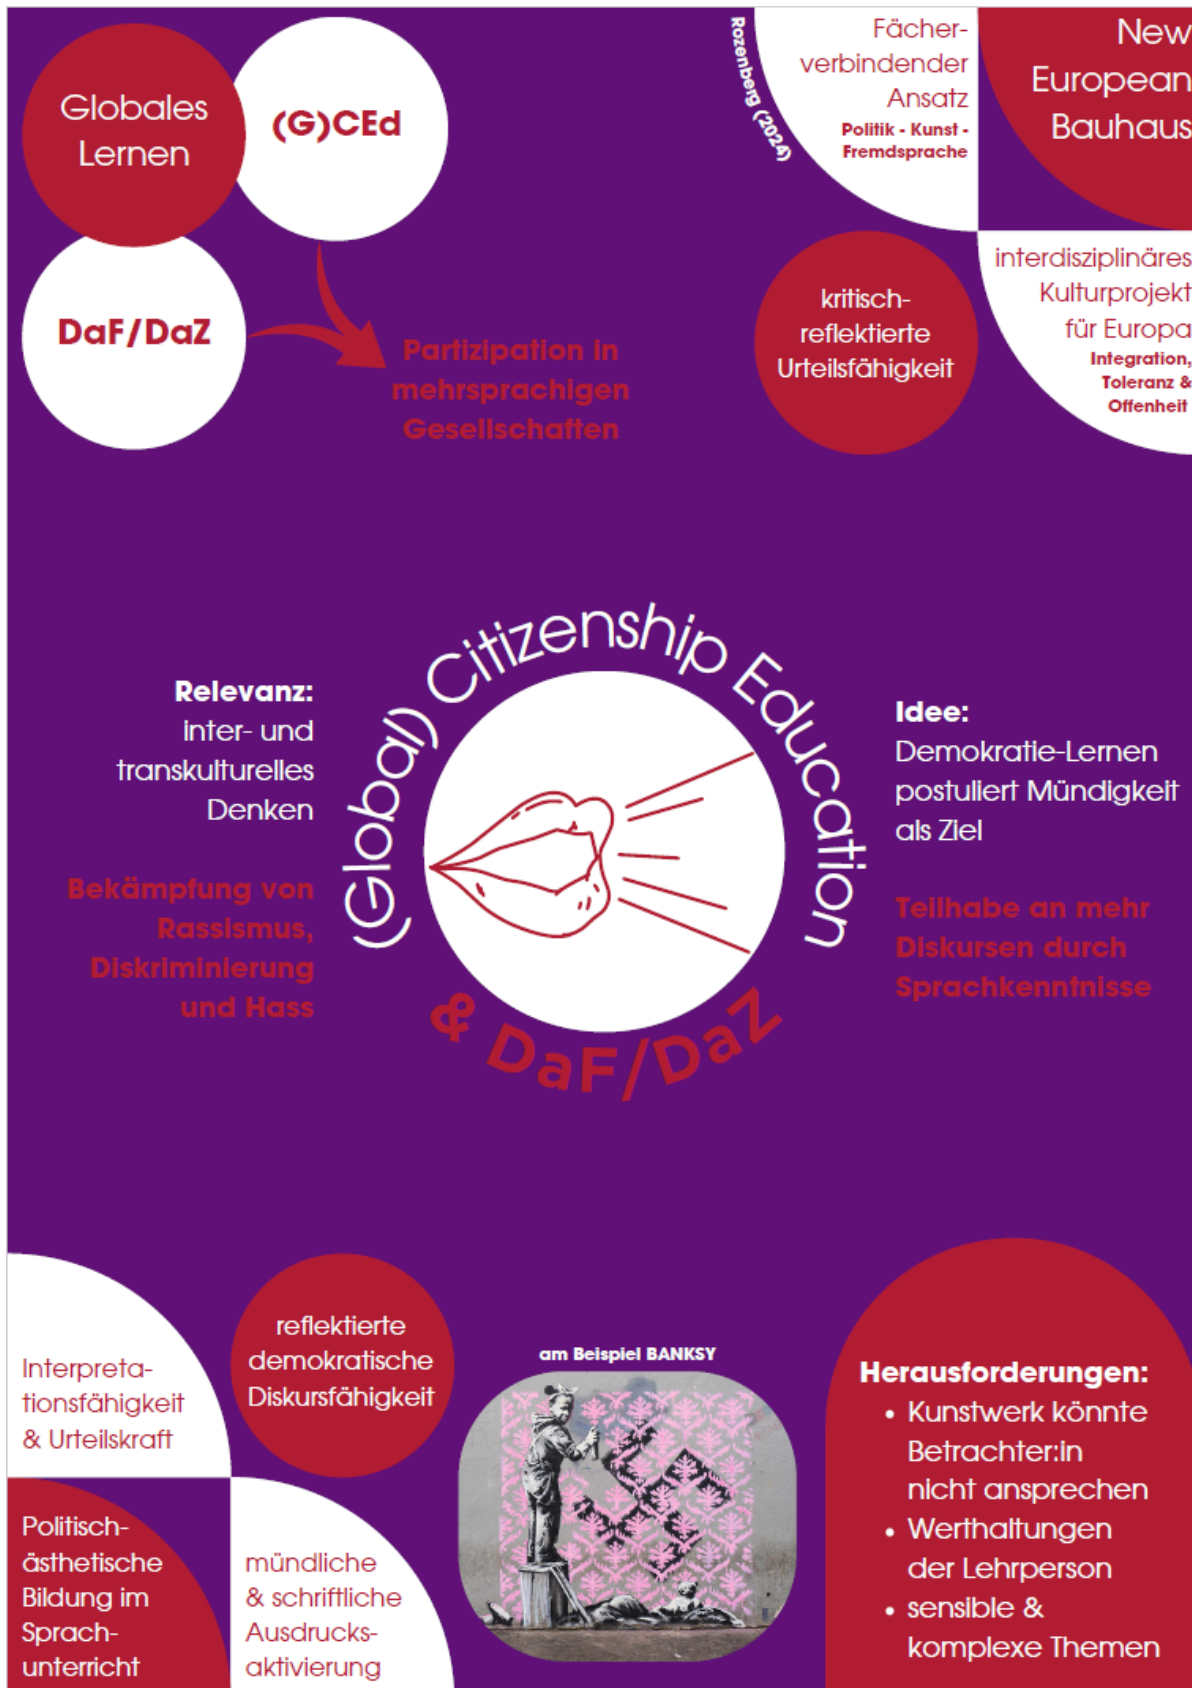 Globales
Lernen
(G)CEd
DaF/DaZ
Partizipation in
mehrsprachigen
Gesellschaften
Rozenberg (2024)
Fächer-
verbindender
Ansatz
Politik - Kunst -
Fremdsprache
New
European
Bauhaus
kritisch-
reflektierte
Urteilsfähigkeit
interdisziplinäres
Kulturprojekt
für Europa
Integration,
Toleranz &
Offenheit
(Global) Citizenship Education
& DaF/DaZ
Relevanz:
inter- und
transkulturelles
Denken
Bekämpfung von
Rassismus,
Diskriminierung
und Hass
Idee:
Demokratie-Lernen
postuliert Mündigkeit
als Ziel
Teilhabe an mehr
Diskursen durch
Sprachkenntnisse
Interpreta-
tionsfähigkeit
& Urteilskraft
reflektierte
demokratische
Diskursfähigkeit
Politisch-
ästhetische
Bildung im
Sprach-
unterricht
mündliche
& schriftliche
Ausdrucks-
aktivierung
am Beispiel BANKSY
Herausforderungen:
• Kunstwerk könnte
Betrachter:in
nicht ansprechen
• Werthaltungen
der Lehrperson
• sensible &
komplexe Themen